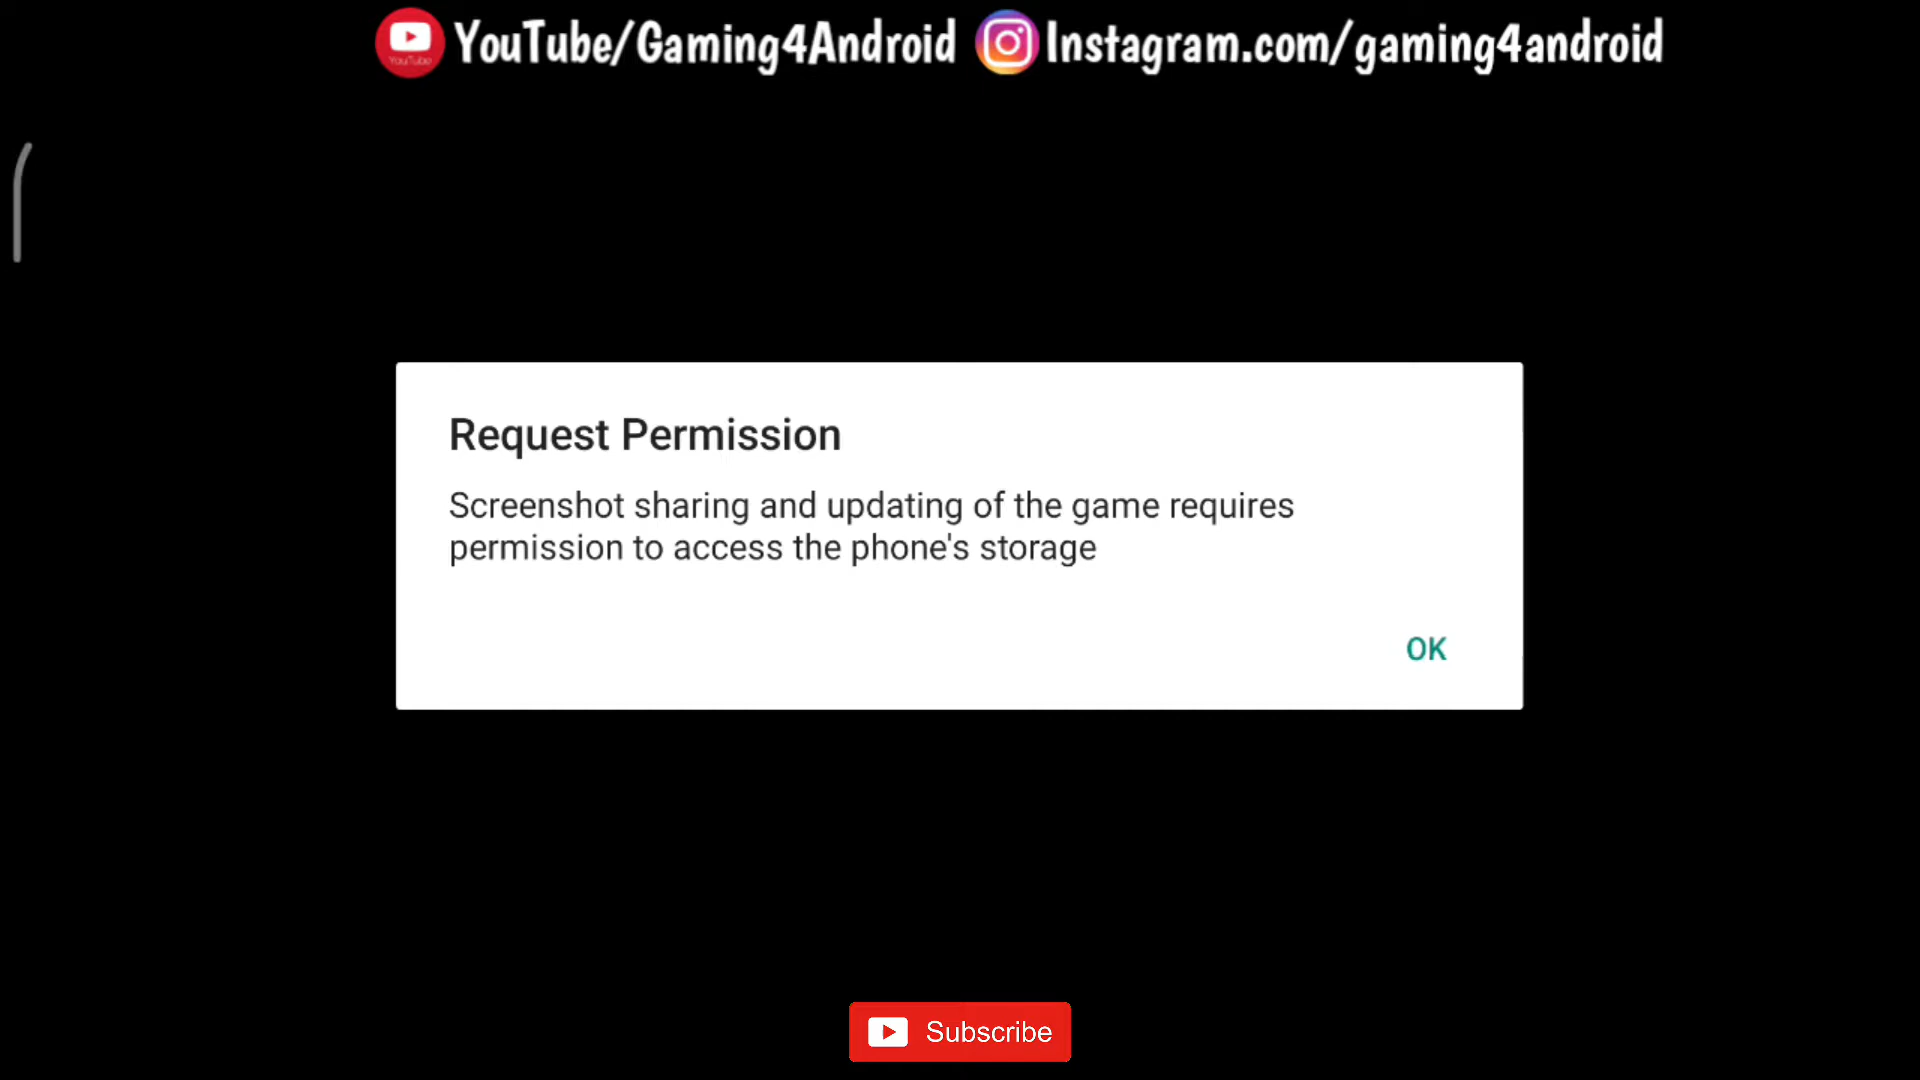 YouTube/Gaming4Android Instagram.com/gaming4android
YouTube
Request Permission
Screenshot sharing and updating of the game requires
permission to access the phone's storage
OK
Subscribe